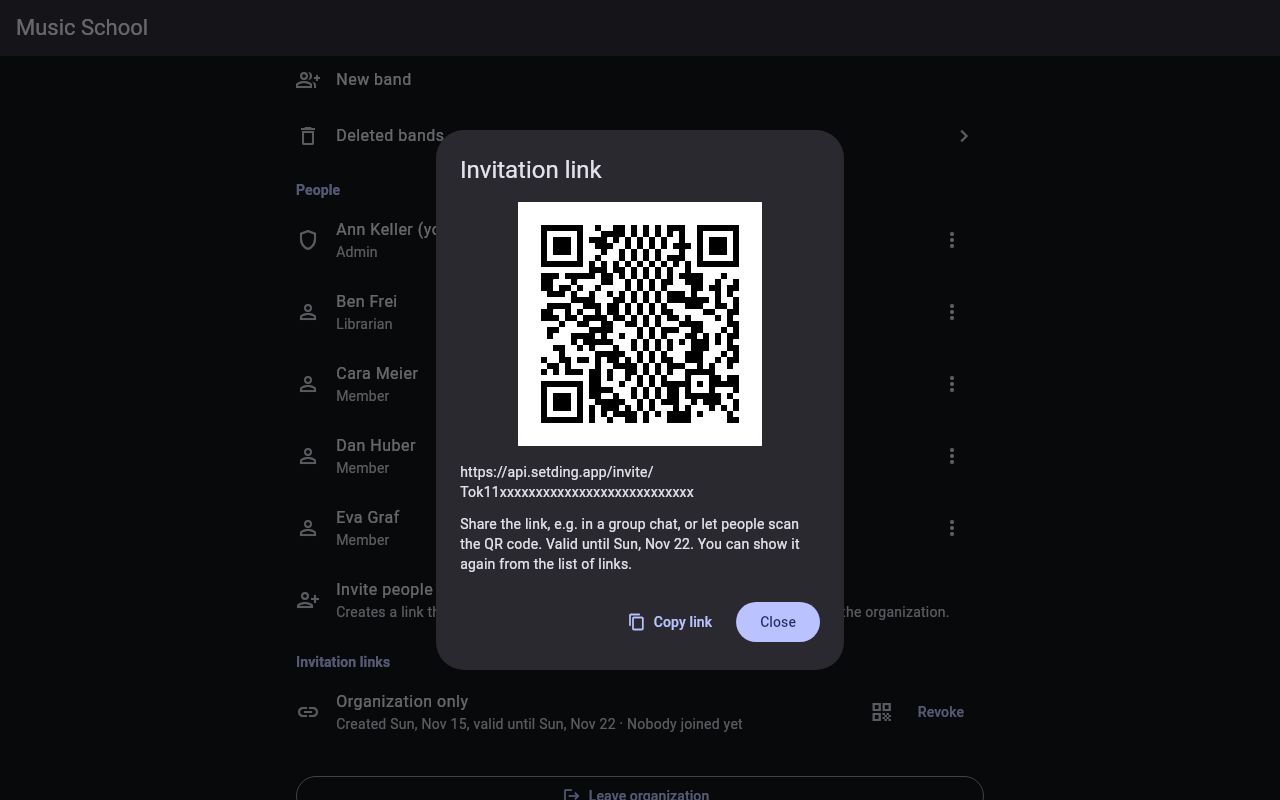 Music School
New band
Deleted bands
People
Ann Keller
Admin
Ben Frei
Librarian
Cara Meier
Member
Dan Huber
Member
Eva Graf
Member
Invite people
Creates a link
the organization.
Invitation links
Organization only
Created Sun, Nov 15, valid until Sun, Nov 22 · Nobody joined yet
Revoke
Leave organization
Invitation link
https://api.setding.app/invite/
Tok11xxxxxxxxxxxxxxxxxxxxxxxxxxx
Share the link, e.g. in a group chat, or let people scan
the QR code. Valid until Sun, Nov 22. You can show it
again from the list of links.
Copy link
Close